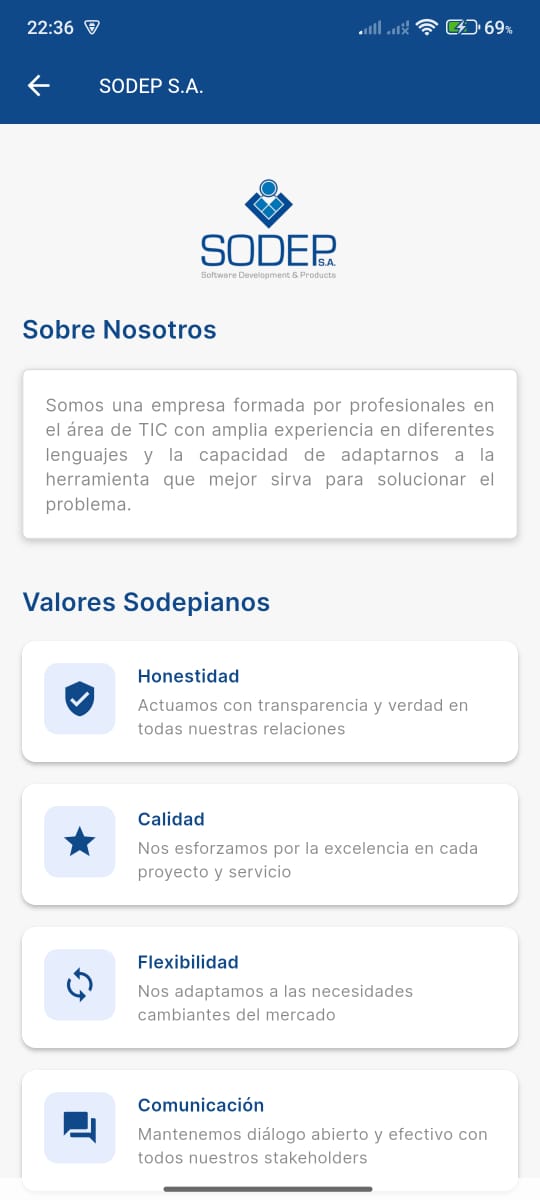 22:36
69%
SODEP S.A.
SODEP S.A.
Software Development & Products
Sobre Nosotros
Somos una empresa formada por profesionales en
el área de TIC con amplia experiencia en diferentes
lenguajes y la capacidad de adaptarnos a la
herramienta que mejor sirva para solucionar el
problema.
Valores Sodepianos
Honestidad
Actuamos con transparencia y verdad en
todas nuestras relaciones
Calidad
Nos esforzamos por la excelencia en cada
proyecto y servicio
Flexibilidad
Nos adaptamos a las necesidades
cambiantes del mercado
Comunicación
Mantenemos diálogo abierto y efectivo con
todos nuestros stakeholders